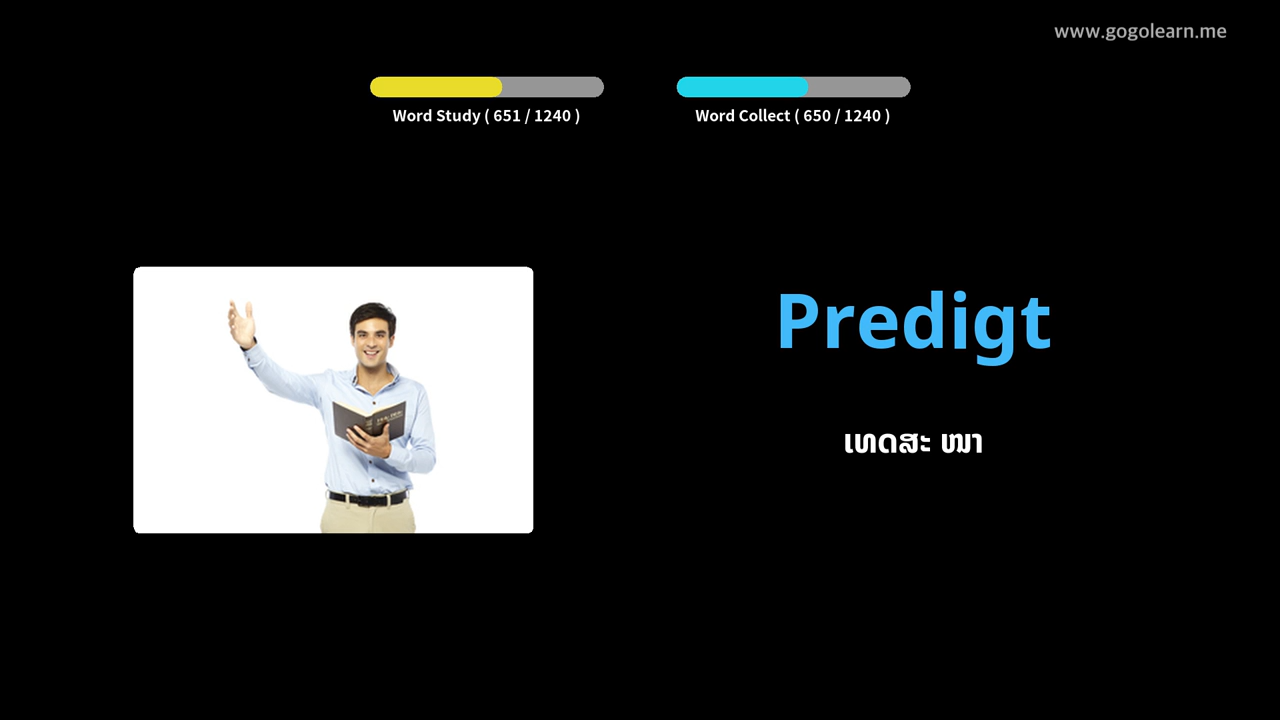 www.gogolearn.me
Word Study ( 651 / 1240 )
Word Collect ( 650 / 1240 )
Predigt
ເທດສະ ໜາ